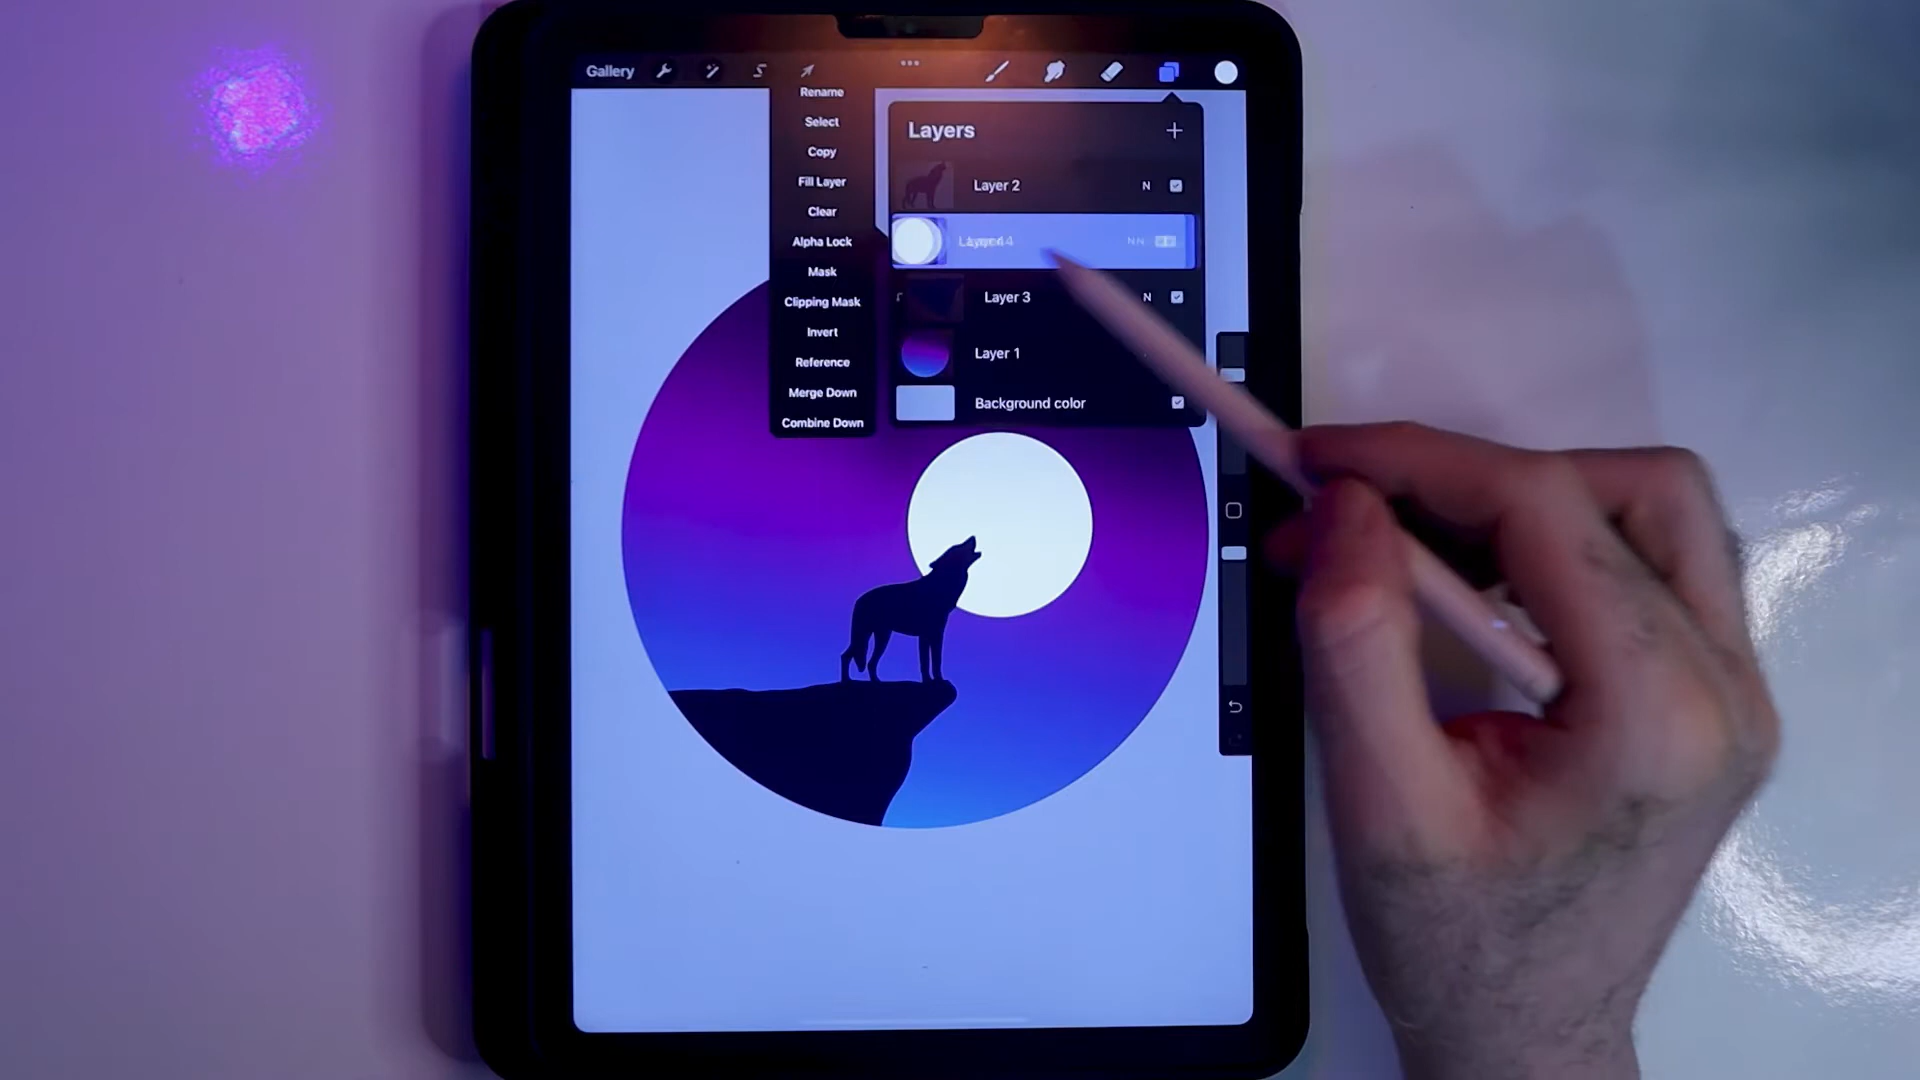 Gallery
Rename
Select
Copy
Fill Layer
Clear
Alpha Lock
Mask
Clipping Mask
Invert
Reference
Merge Down
Combine Down
Layers
Layer 2 N
Layer 3 N
Layer 1
Background color